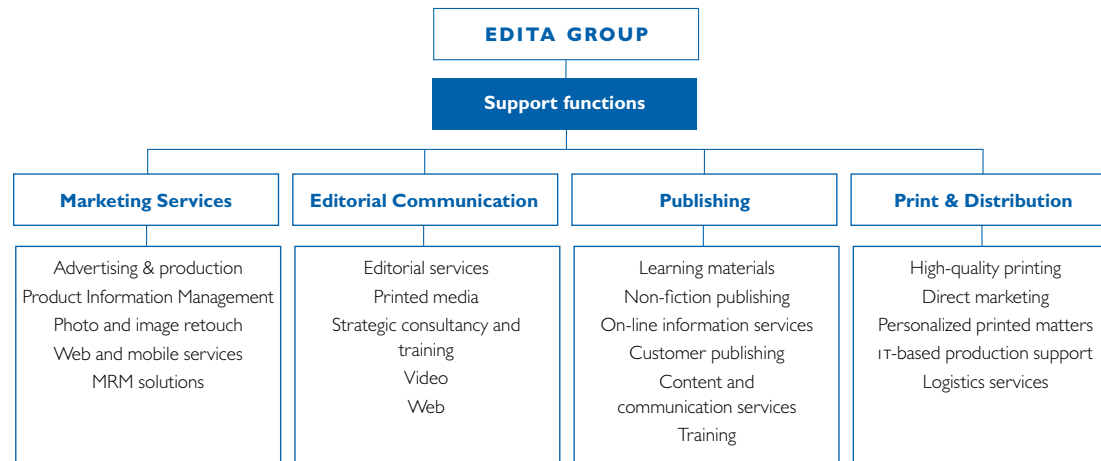 EDITA GROUP
Support functions
Marketing Services
Advertising & production
Product Information Management
Photo and image retouch
Web and mobile services
MRM solutions
Editorial Communication
Editorial services
Printed media
Strategic consultancy and
training
Video
Web
Publishing
Learning materials
Non-fiction publishing
On-line information services
Customer publishing
Content and
communication services
Training
Print & Distribution
High-quality printing
Direct marketing
Personalized printed matters
IT-based production support
Logistics services